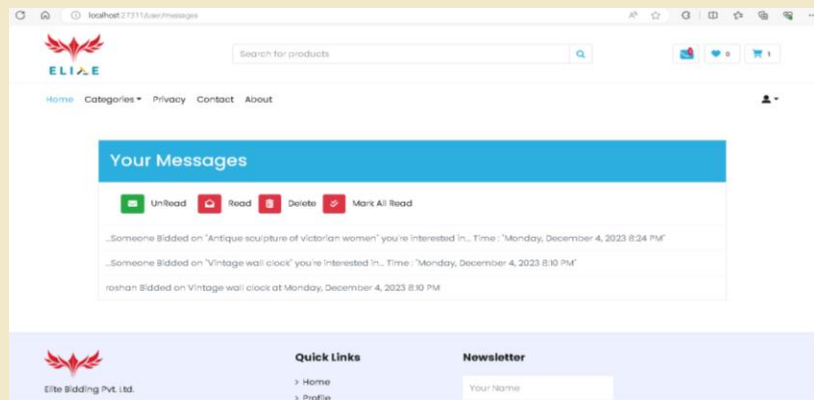 localhost:27311/user/messages
Search for products
0
1
ELITE
Home Categories Privacy Contact About
Your Messages
UnRead Read Delete Mark All Read
...Someone Bidded on "Antique sculpture of victorian women" you're interested in... Time : "Monday, December 4, 2023 8:24 PM"
...Someone Bidded on "Vintage wall clock" you're interested in... Time : "Monday, December 4, 2023 8:10 PM"
roshan Bidded on Vintage wall clock at Monday, December 4, 2023 8:10 PM
Quick Links
Newsletter
Elite Bidding Pvt. Ltd.
> Home
Your Name
> Profile